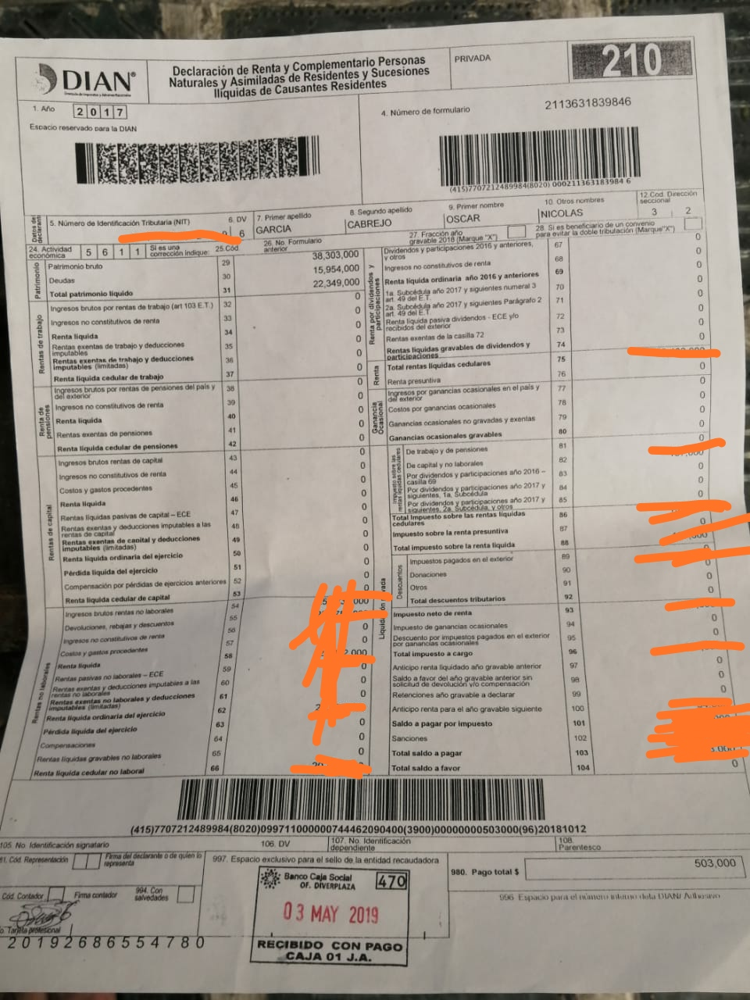 DIAN®
Declaración de Renta y Complementario Personas
Naturales y Asimiladas de Residentes y Sucesiones
Ilíquidas de Causantes Residentes
PRIVADA
210
1. Año 2 0 1 7
4. Número de formulario 2113631839846
Espacio reservado para la DIAN
(415)7707212489984(8020) 000211363183984 6
Datos del declarante
5. Número de Identificación Tributaria (NIT)
6. DV 6
7. Primer apellido GARCIA
8. Segundo apellido CABREJO
9. Primer nombre OSCAR
10. Otros nombres NICOLAS
12. Cod. Dirección seccional 3 2
24. Actividad económica 5 6 1 1
Si es una corrección indique:
25. Cód.
26. No. Formulario anterior
27. Fracción año gravable 2018 (Marque "X")
28. Si es beneficiario de un convenio para evitar la doble tributación (Marque "X")
Patrimonio
Patrimonio bruto 29 38,303,000
Deudas 30 15,954,000
Total patrimonio líquido 31 22,349,000
Rentas de trabajo
Ingresos brutos por rentas de trabajo (art 103 E.T.) 32 0
Ingresos no constitutivos de renta 33 0
Renta líquida 34 0
Rentas exentas de trabajo y deducciones imputables 35 0
Rentas exentas de trabajo y deducciones imputables (limitadas) 36 0
Renta líquida cedular de trabajo 37 0
Renta de pensiones
Ingresos brutos por rentas de pensiones del país y del exterior 38 0
Ingresos no constitutivos de renta 39 0
Renta líquida 40 0
Rentas exentas de pensiones 41 0
Renta líquida cedular de pensiones 42 0
Rentas de capital
Ingresos brutos rentas de capital 43 0
Ingresos no constitutivos de renta 44 0
Costos y gastos procedentes 45 0
Renta líquida 46 0
Rentas líquidas pasivas de capital – ECE 47 0
Rentas exentas y deducciones imputables a las rentas de capital 48 0
Rentas exentas de capital y deducciones imputables (limitadas) 49 0
Renta líquida ordinaria del ejercicio 50 0
Pérdida líquida del ejercicio 51 0
Compensación por pérdidas de ejercicios anteriores 52 0
Renta líquida cedular de capital 53 0
Rentas no laborales
Ingresos brutos rentas no laborales 54
Devoluciones, rebajas y descuentos 55
Ingresos no constitutivos de renta 56 0
Costos y gastos procedentes 57
Renta líquida 58
Rentas pasivas no laborales – ECE 59 0
Rentas exentas y deducciones imputables a las rentas no laborales 60 0
Rentas exentas no laborales y deducciones imputables (limitadas) 61 0
Renta líquida ordinaria del ejercicio 62
Pérdida líquida del ejercicio 63 0
Compensaciones 64 0
Rentas líquidas gravables no laborales 65 0
Renta líquida cedular no laboral 66
Renta por dividendos y participaciones
Dividendos y participaciones 2016 y anteriores, y otros 67 0
Ingresos no constitutivos de renta 68 0
Renta líquida ordinaria año 2016 y anteriores 69 0
1a. Subcédula año 2017 y siguientes numeral 3 art. 49 del E.T. 70 0
2a. Subcédula año 2017 y siguientes Parágrafo 2 art. 49 del E.T. 71 0
Renta líquida pasiva dividendos - ECE y/o recibidos del exterior 72 0
Rentas exentas de la casilla 72 73 0
Rentas líquidas gravables de dividendos y participaciones 74 0
Renta
Total rentas líquidas cedulares 75
Renta presuntiva 76 0
Ganancia Ocasional
Ingresos por ganancias ocasionales en el país y del exterior 77 0
Costos por ganancias ocasionales 78 0
Ganancias ocasionales no gravadas y exentas 79 0
Ganancias ocasionales gravables 80 0
Liquidación privada
Impuesto sobre las rentas líquidas cedulares
De trabajo y de pensiones 81 0
De capital y no laborales 82
Por dividendos y participaciones año 2016 – casilla 69 83 0
Por dividendos y participaciones año 2017 y siguientes, 1a. Subcédula 84 0
Por dividendos y participaciones año 2017 y siguientes, 2a. Subcédula, y otros 85 0
Total impuesto sobre las rentas líquidas cedulares 86
Impuesto sobre la renta presuntiva 87 0
Total impuesto sobre la renta líquida 88
Descuentos
Impuestos pagados en el exterior 89 0
Donaciones 90 0
Otros 91 0
Total descuentos tributarios 92 0
Impuesto neto de renta 93
Impuesto de ganancias ocasionales 94 0
Descuento por impuestos pagados en el exterior por ganancias ocasionales 95 0
Total impuesto a cargo 96
Anticipo renta liquidado año gravable anterior 97 0
Saldo a favor del año gravable anterior sin solicitud de devolución y/o compensación 98 0
Retenciones año gravable a declarar 99 0
Anticipo renta para el año gravable siguiente 100
Saldo a pagar por impuesto 101
Sanciones 102
Total saldo a pagar 103
Total saldo a favor 104 0
(415)7707212489984(8020)0997110000074446209040​0(3900)00000000503000(96)20181012
105. No. Identificación signatario
106. DV
107. No. Identificación dependiente
108. Parentesco
81. Cód. Representación
Firma del declarante o de quien lo representa
997. Espacio exclusivo para el sello de la entidad recaudadora
980. Pago total $ 503,000
Cód. Contador
Firma contador
994. Con salvedades
996. Espacio para el número interno de la DIAN/ Adhesivo
Banco Caja Social
OF. DIVERPLAZA 470
03 MAY 2019
RECIBIDO CON PAGO
CAJA 01 J.A.
o. Tarjeta profesional
20192686554780